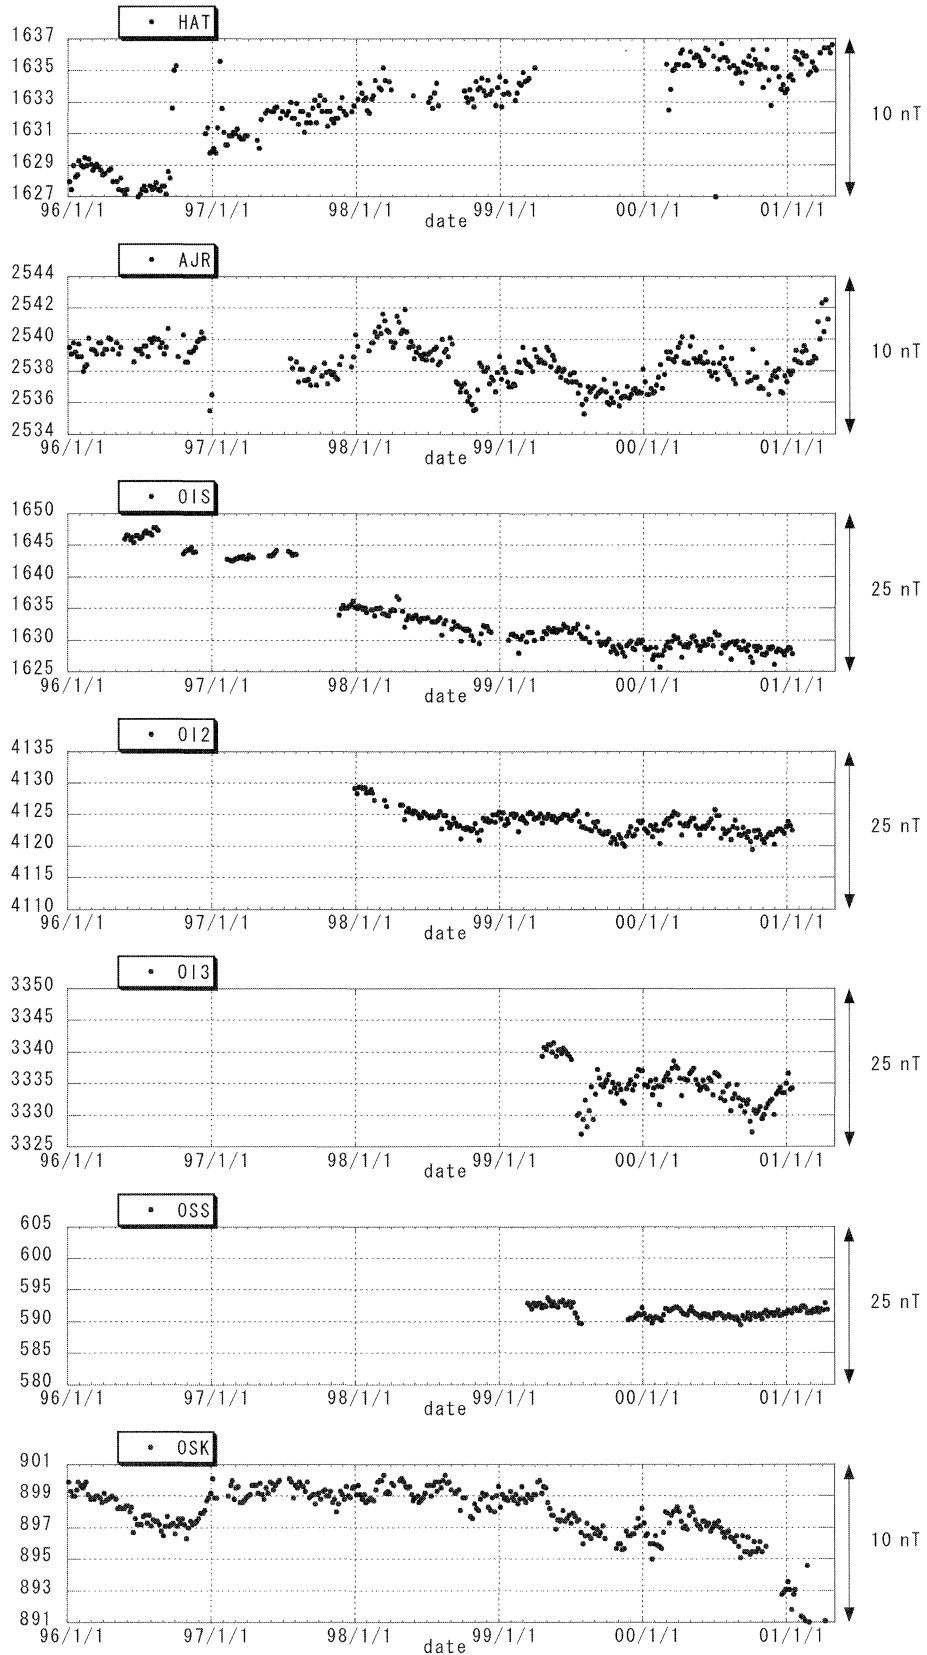 HAT
1637
1635
1633
1631
1629
1627
10 nT
96/1/1 97/1/1 98/1/1 99/1/1 00/1/1 01/1/1
date
AJR
2544
2542
2540
2538
2536
2534
10 nT
96/1/1 97/1/1 98/1/1 99/1/1 00/1/1 01/1/1
date
OIS
1650
1645
1640
1635
1630
1625
25 nT
96/1/1 97/1/1 98/1/1 99/1/1 00/1/1 01/1/1
date
OI2
4135
4130
4125
4120
4115
4110
25 nT
96/1/1 97/1/1 98/1/1 99/1/1 00/1/1 01/1/1
date
OI3
3350
3345
3340
3335
3330
3325
25 nT
96/1/1 97/1/1 98/1/1 99/1/1 00/1/1 01/1/1
date
OSS
605
600
595
590
585
580
25 nT
96/1/1 97/1/1 98/1/1 99/1/1 00/1/1 01/1/1
date
OSK
901
899
897
895
893
891
10 nT
96/1/1 97/1/1 98/1/1 99/1/1 00/1/1 01/1/1
date